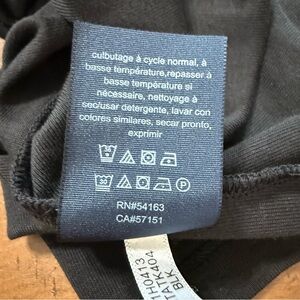 culbutage à cycle normal, à
basse température,repasser à
basse température si
nécessaire, nettoyage à
sec/usar detergente, lavar con
colores similares, secar pronto,
exprimir
RN#54163
CA#57151
HH0413
TATK404
BLK